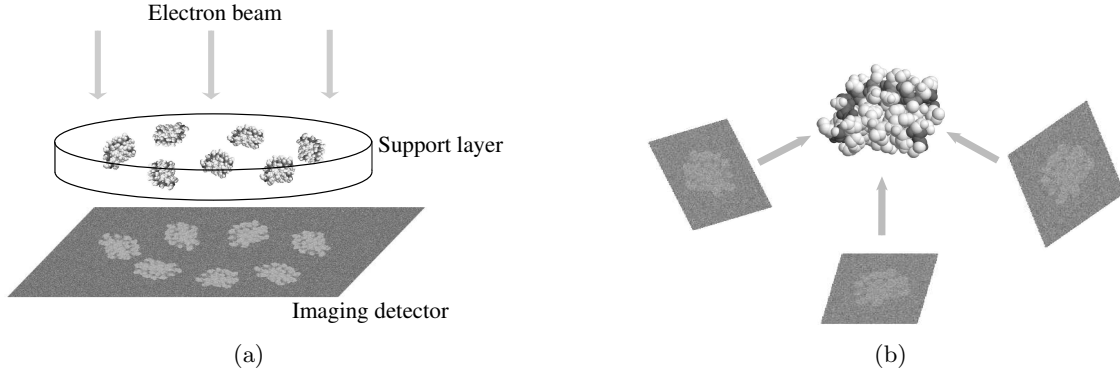 Electron beam
Support layer
Imaging detector
(a)
(b)